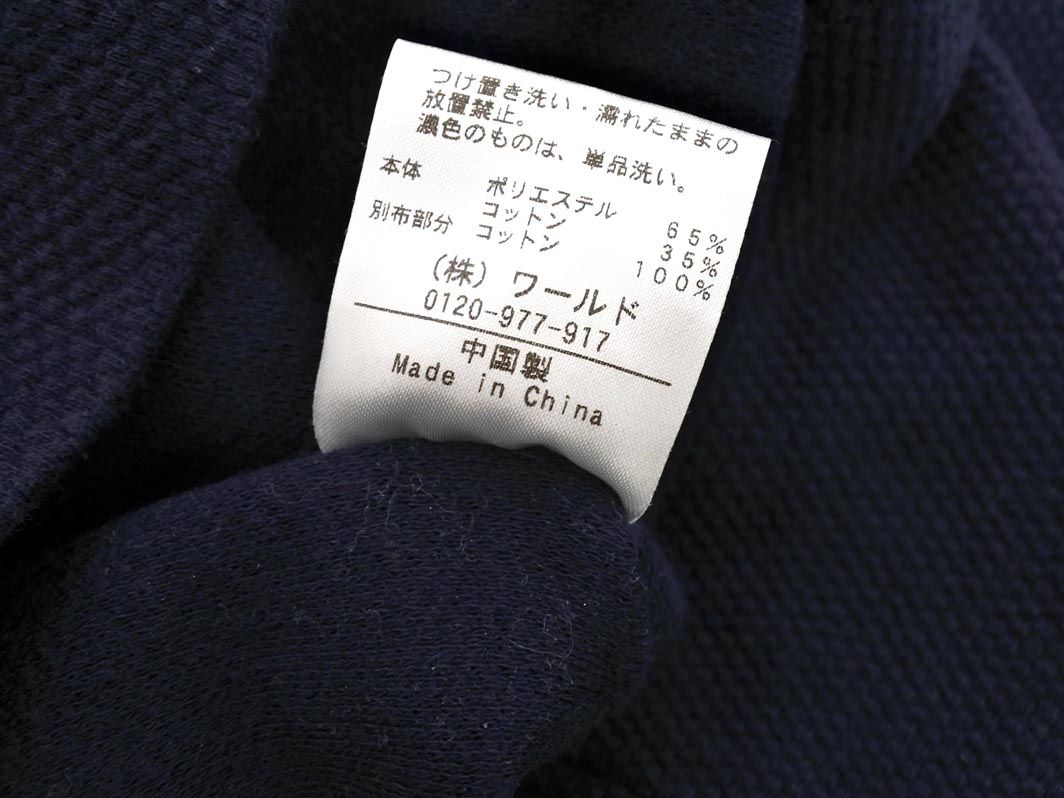 つけ置き洗い・濡れたままの
放置禁止。
濃色のものは、単品洗い。
本体 ポリエステル 65%
コットン 35%
別布部分 コットン 100%
(株) ワールド
0120-977-917
中国製
Made in China